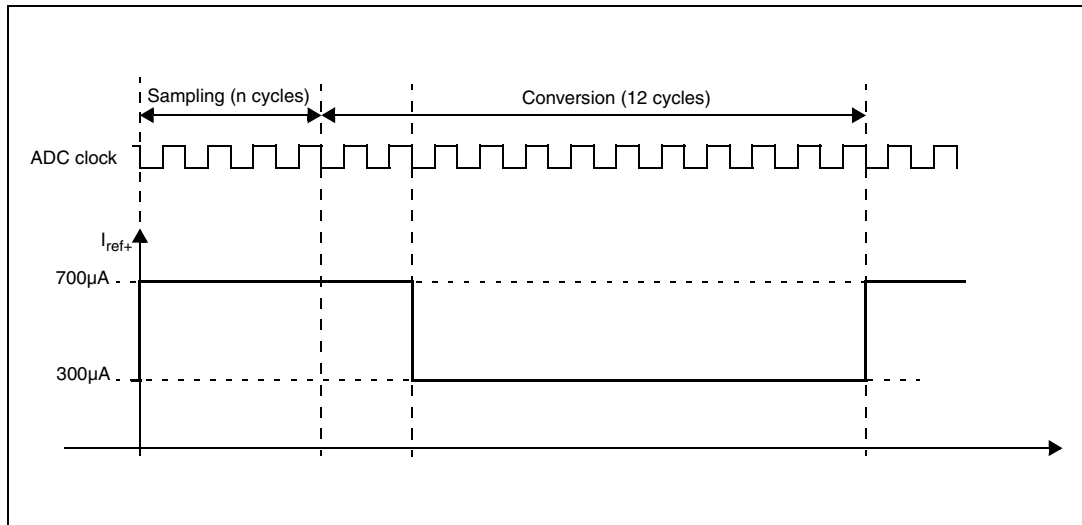 Sampling (n cycles)
Conversion (12 cycles)
ADC clock
Iref+
700µA
300µA